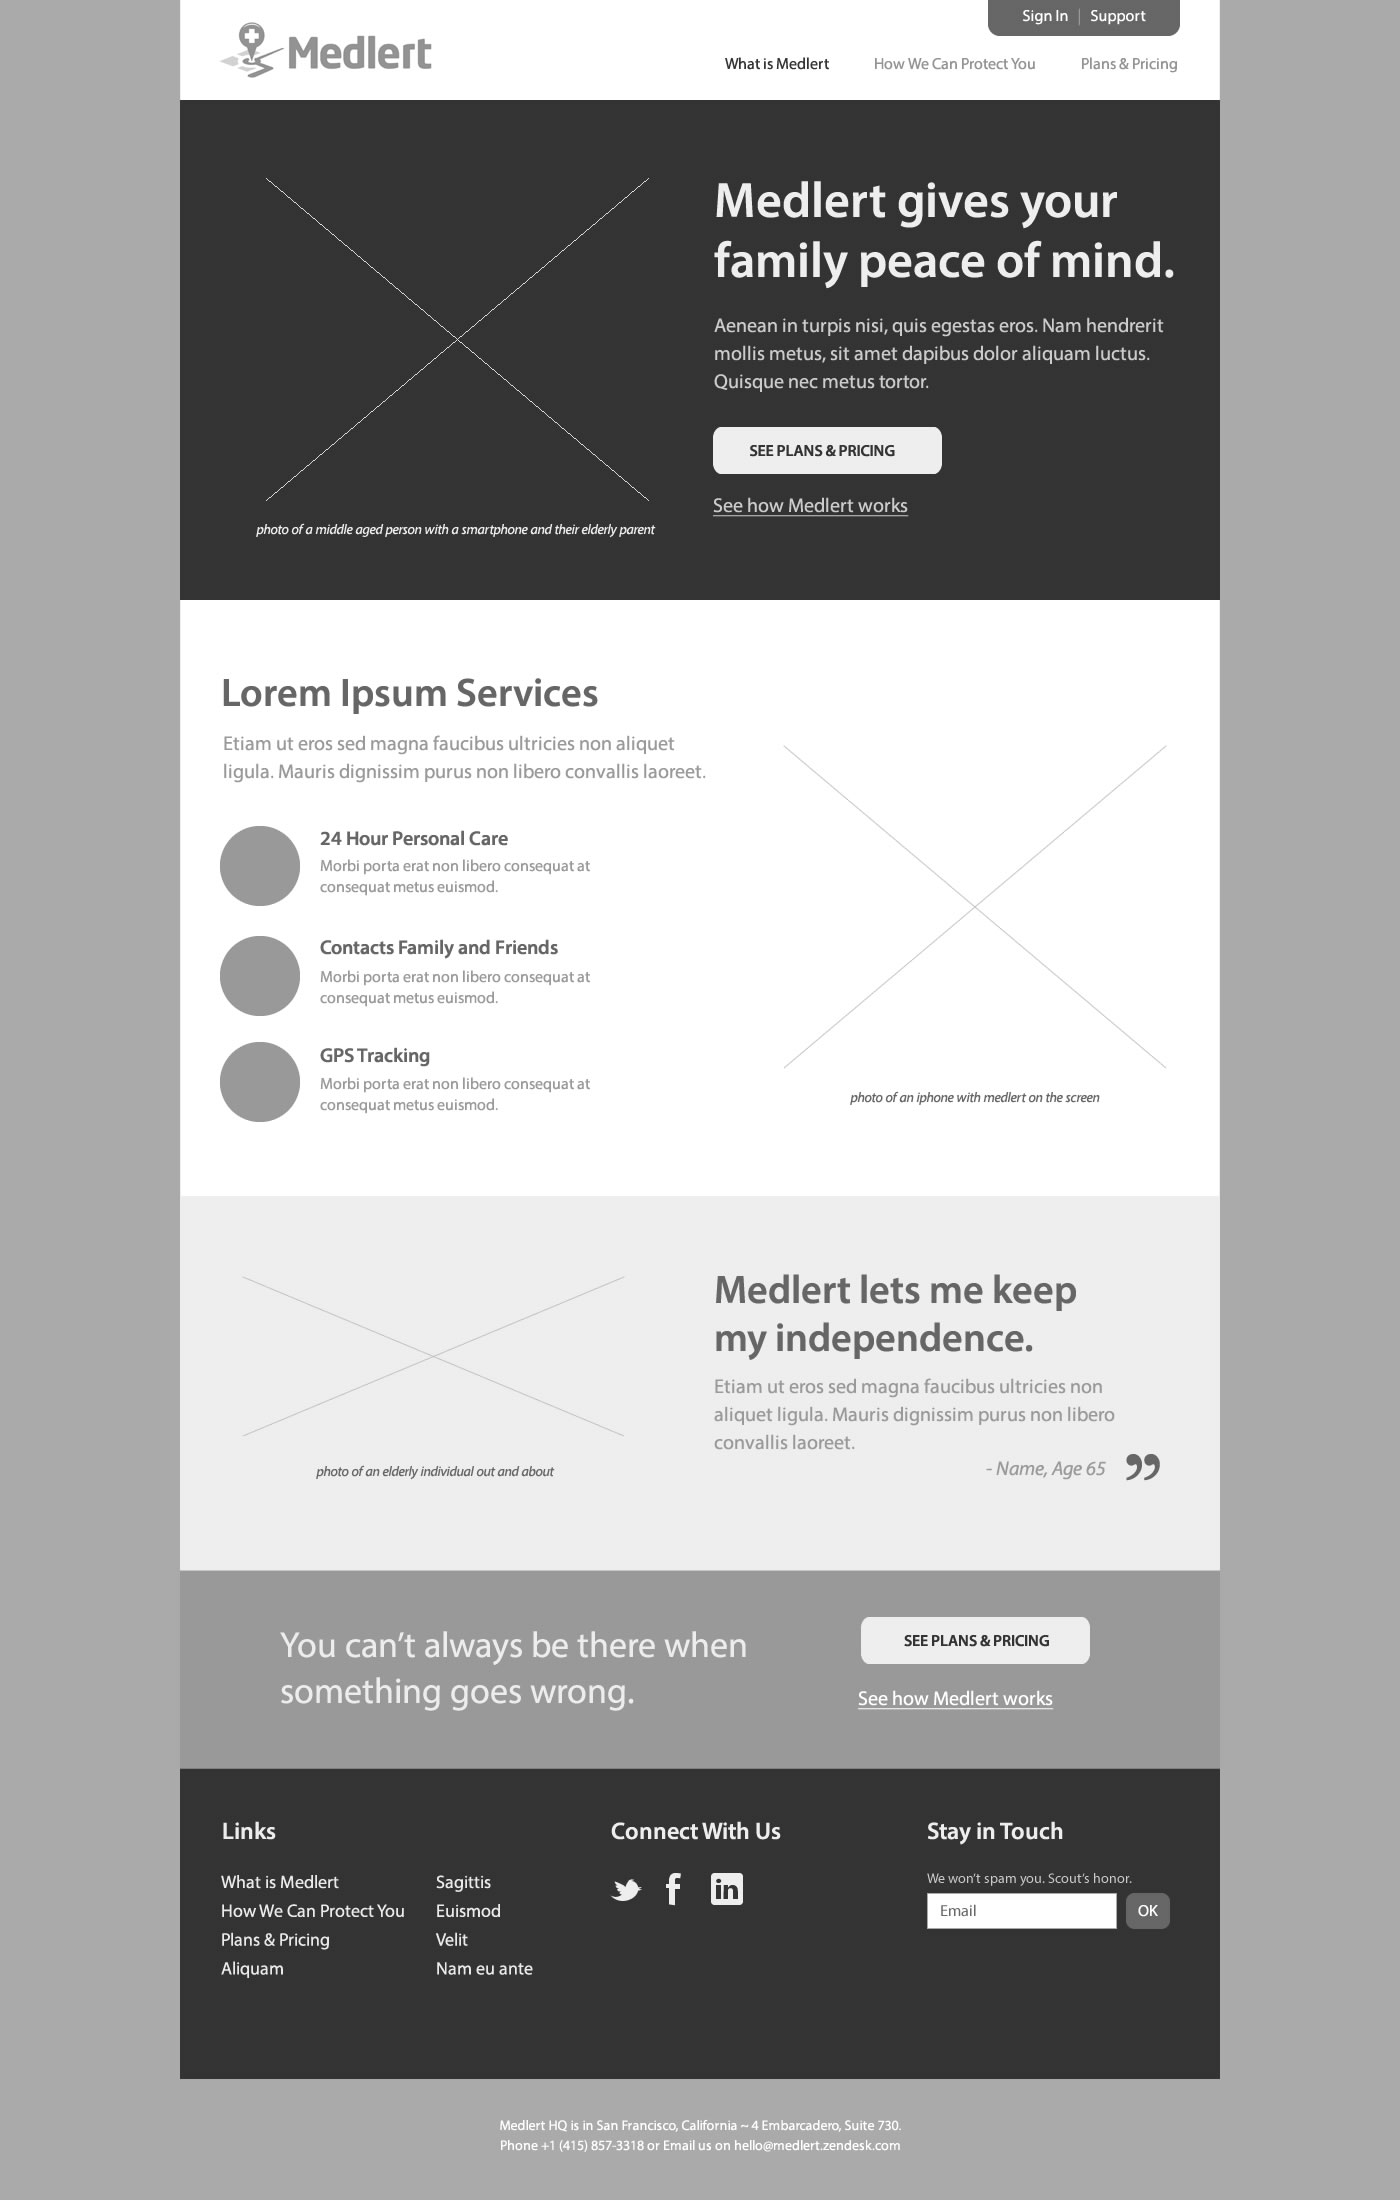 Sign In | Support
Medlert
What is Medlert
How We Can Protect You
Plans & Pricing
Medlert gives your
family peace of mind.
Aenean in turpis nisi, quis egestas eros. Nam hendrerit
mollis metus, sit amet dapibus dolor aliquam luctus.
Quisque nec metus tortor.
SEE PLANS & PRICING
See how Medlert works
photo of a middle aged person with a smartphone and their elderly parent
Lorem Ipsum Services
Etiam ut eros sed magna faucibus ultricies non aliquet
ligula. Mauris dignissim purus non libero convallis laoreet.
24 Hour Personal Care
Morbi porta erat non libero consequat at
consequat metus euismod.
Contacts Family and Friends
Morbi porta erat non libero consequat at
consequat metus euismod.
GPS Tracking
Morbi porta erat non libero consequat at
consequat metus euismod.
photo of an iphone with medlert on the screen
Medlert lets me keep
my independence.
Etiam ut eros sed magna faucibus ultricies non
aliquet ligula. Mauris dignissim purus non libero
convallis laoreet.
- Name, Age 65 ”
photo of an elderly individual out and about
You can’t always be there when
something goes wrong.
SEE PLANS & PRICING
See how Medlert works
Links
What is Medlert
How We Can Protect You
Plans & Pricing
Aliquam
Sagittis
Euismod
Velit
Nam eu ante
Connect With Us
f
in
Stay in Touch
We won’t spam you. Scout’s honor.
Email
OK
Medlert HQ is in San Francisco, California ~ 4 Embarcadero, Suite 730.
Phone +1 (415) 857-3318 or Email us on hello@medlert.zendesk.com